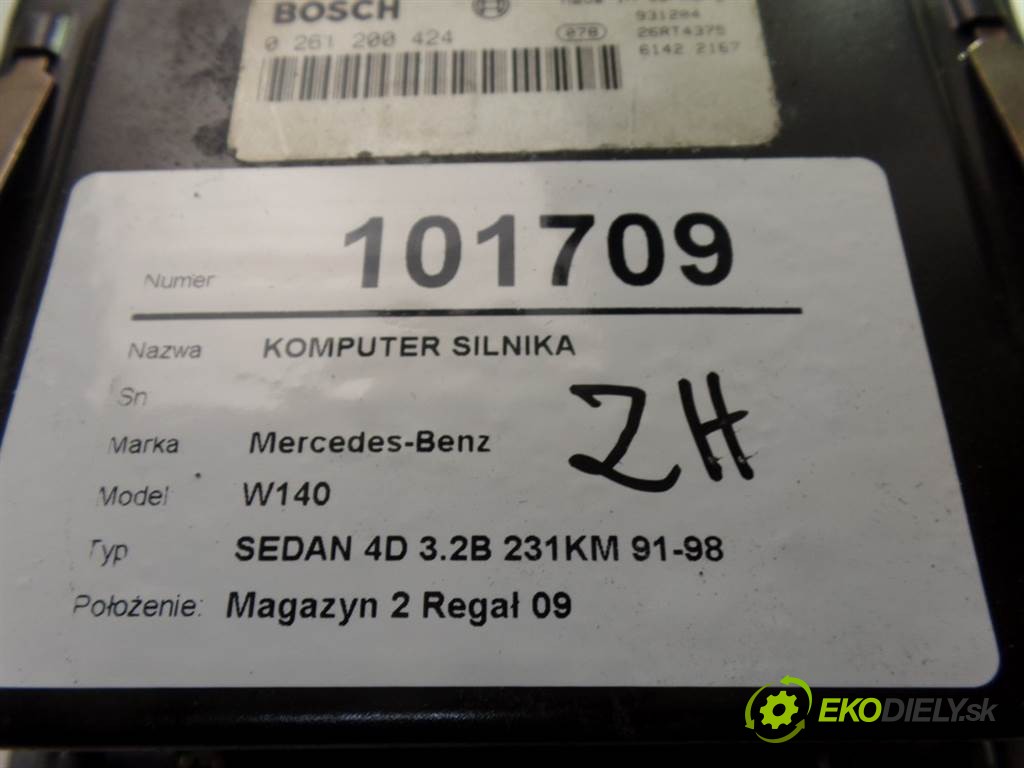 BOSCH
0 261 200 424
931284
078 26RT4375
6142 2167
Numer 101709
Nazwa KOMPUTER SILNIKA
Sn
ZH
Marka Mercedes-Benz
Model W140
Typ SEDAN 4D 3.2B 231KM 91-98
Położenie: Magazyn 2 Regał 09
EKODIELY.sk